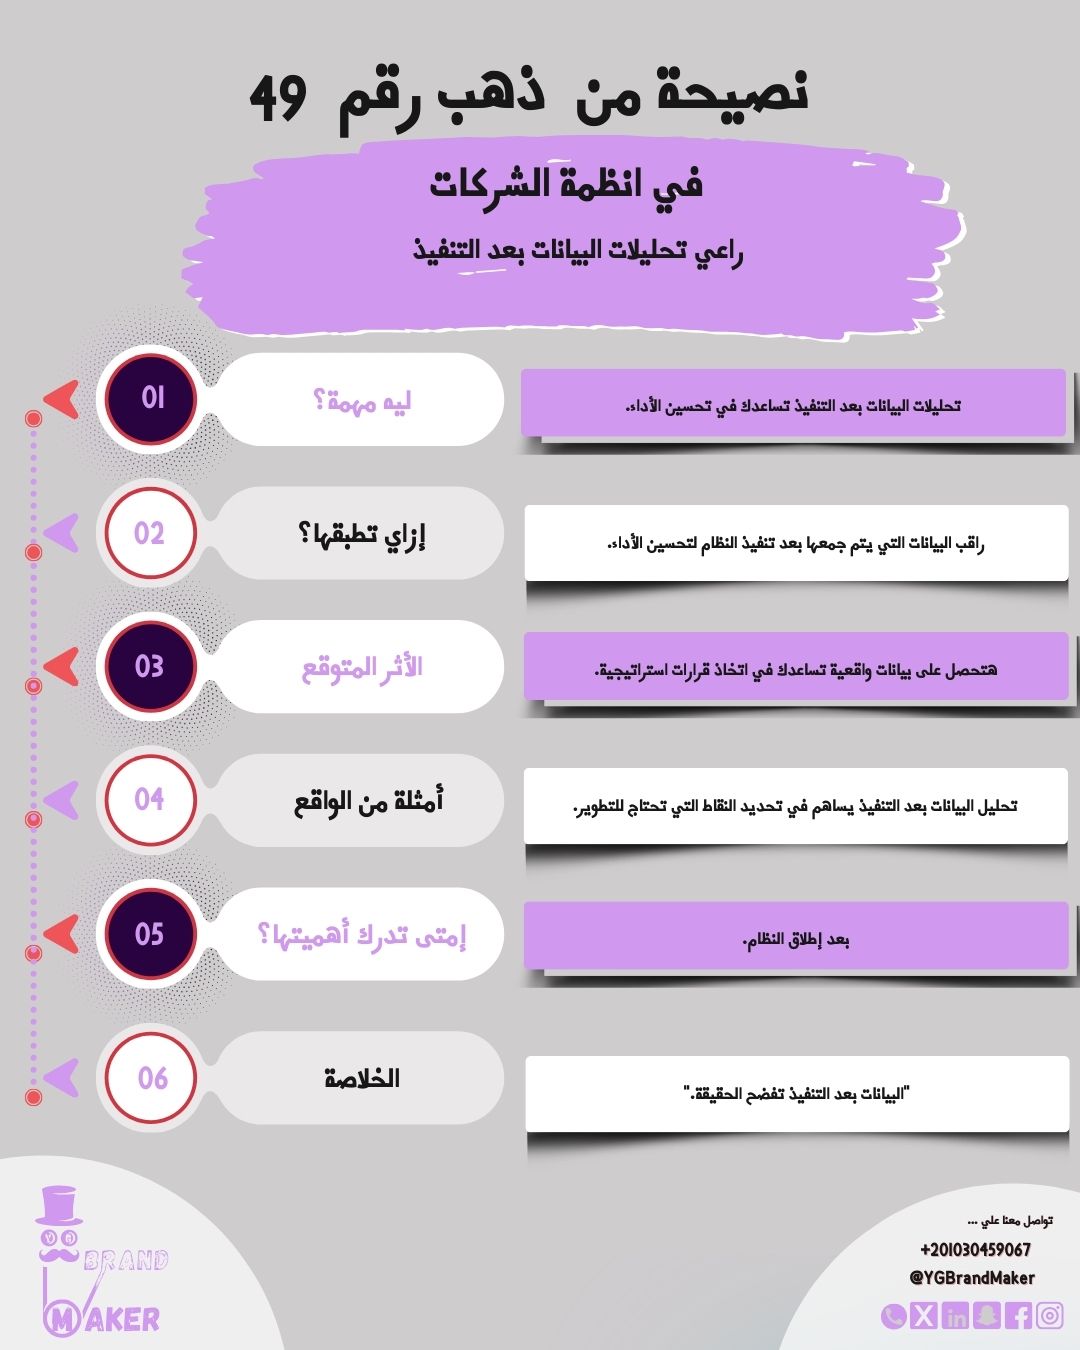 نصيحة من ذهب رقم 49
في انظمة الشركات
راعي تحليلات البيانات بعد التنفيذ
01
ليه مهمة؟
تحليلات البيانات بعد التنفيذ تساعدك في تحسين الأداء.
02
إزاي تطبقها؟
راقب البيانات التي يتم جمعها بعد تنفيذ النظام لتحسين الأداء.
03
الأثر المتوقع
هتحصل على بيانات واقعية تساعدك في اتخاذ قرارات استراتيجية.
04
أمثلة من الواقع
تحليل البيانات بعد التنفيذ يساهم في تحديد النقاط التي تحتاج للتطوير.
05
إمتى تدرك أهميتها؟
بعد إطلاق النظام.
06
الخلاصة
"البيانات بعد التنفيذ تفضح الحقيقة."
BRAND
MAKER
تواصل معنا علي ...
+201030459067
@YGBrandMaker